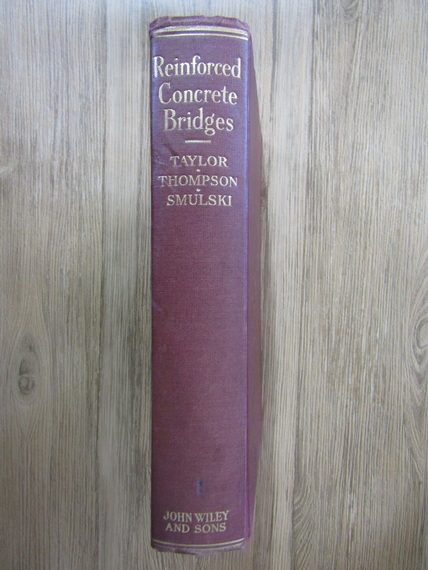 Reinforced
Concrete
Bridges
TAYLOR
THOMPSON
SMULSKI
JOHN WILEY
AND SONS